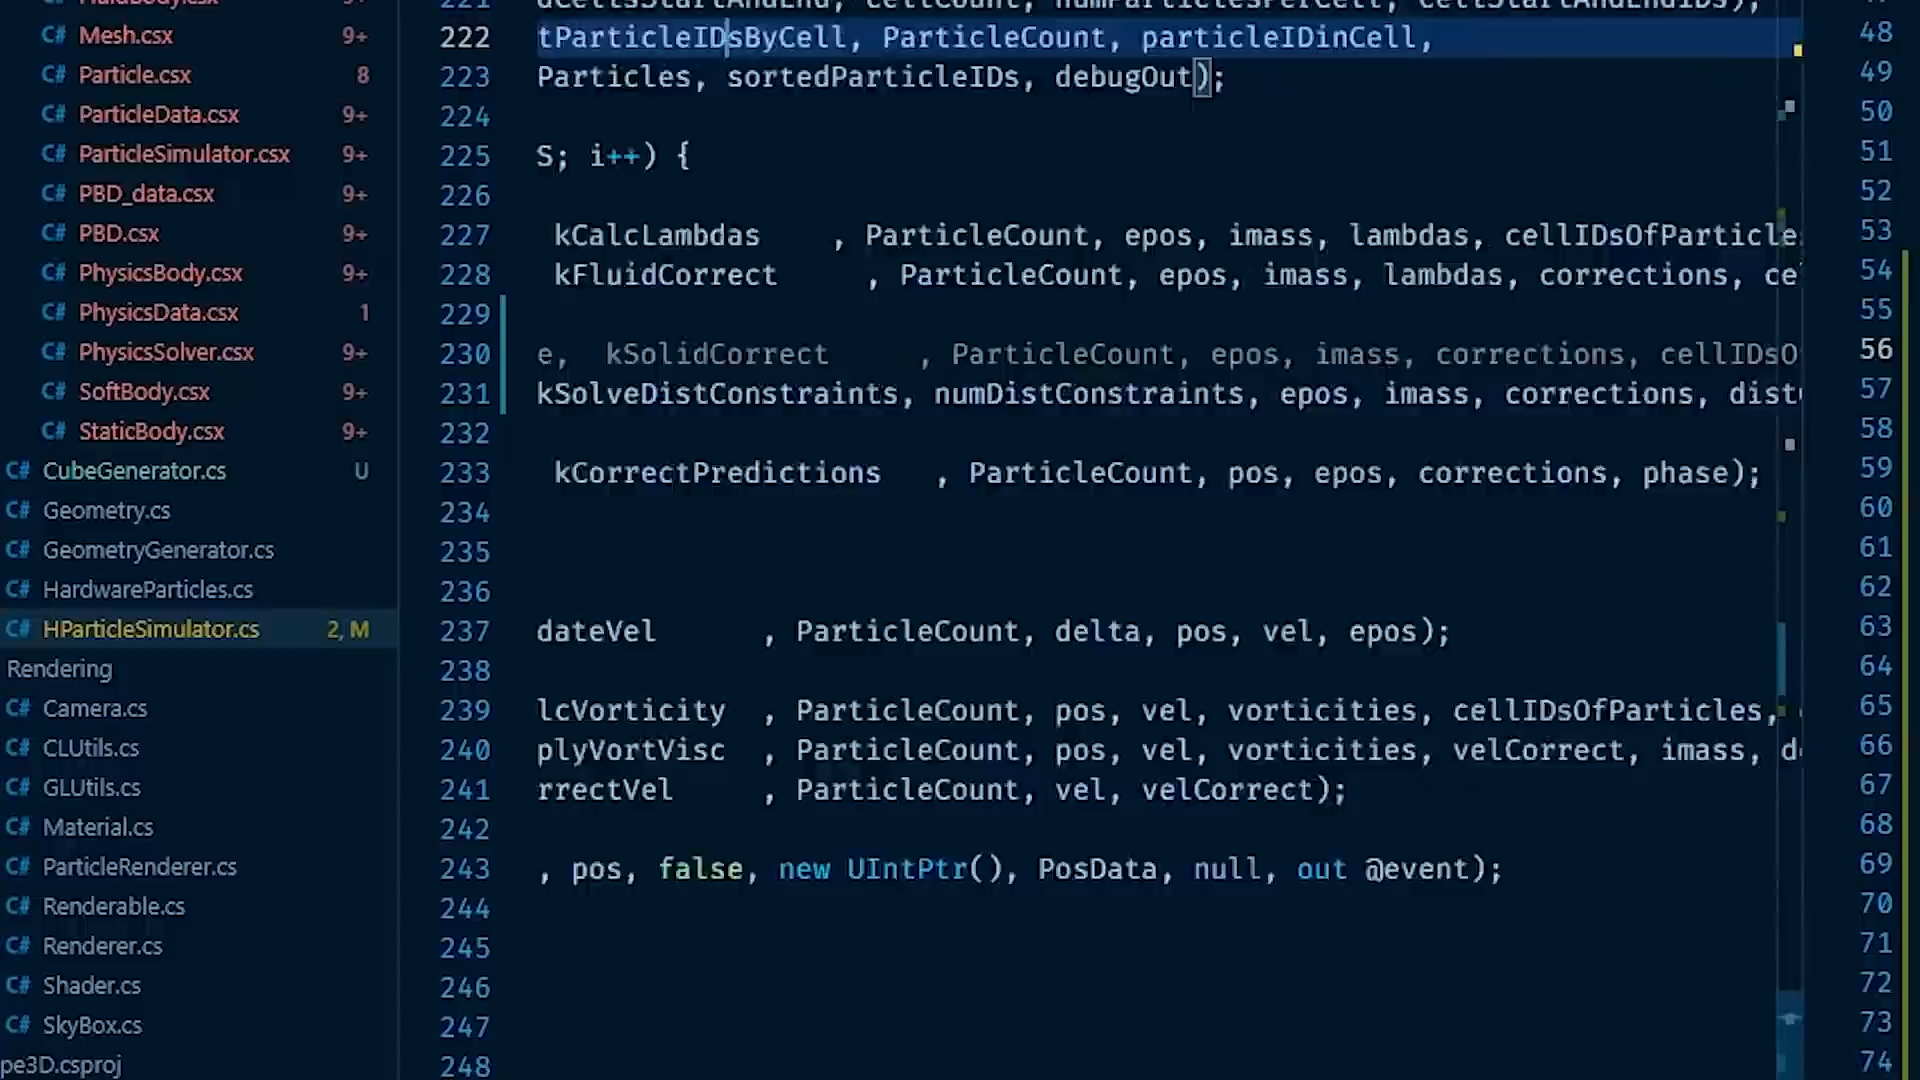 FluidBody.csx 9+
C# Mesh.csx 9+
C# Particle.csx 8
C# ParticleData.csx 9+
C# ParticleSimulator.csx 9+
C# PBD_data.csx 9+
C# PBD.csx 9+
C# PhysicsBody.csx 9+
C# PhysicsData.csx 1
C# PhysicsSolver.csx 9+
C# SoftBody.csx 9+
C# StaticBody.csx 9+
C# CubeGenerator.cs U
C# Geometry.cs
C# GeometryGenerator.cs
C# HardwareParticles.cs
C# HParticleSimulator.cs 2, M
Rendering
C# Camera.cs
C# CLUtils.cs
C# GLUtils.cs
C# Material.cs
C# ParticleRenderer.cs
C# Renderable.cs
C# Renderer.cs
C# Shader.cs
C# SkyBox.cs
pe3D.csproj
221 dCellsStartAndEnd, cellCount, numParticlesPerCell, cellStartAndEndIDs);
222 tParticleIDsByCell, ParticleCount, particleIDinCell,
223 Particles, sortedParticleIDs, debugOut);
224
225 S; i++) {
226
227 kCalcLambdas , ParticleCount, epos, imass, lambdas, cellIDsOfParticle
228 kFluidCorrect , ParticleCount, epos, imass, lambdas, corrections, ce
229
230 e, kSolidCorrect , ParticleCount, epos, imass, corrections, cellIDsO
231 kSolveDistConstraints, numDistConstraints, epos, imass, corrections, dist
232
233 kCorrectPredictions , ParticleCount, pos, epos, corrections, phase);
234
235
236
237 dateVel , ParticleCount, delta, pos, vel, epos);
238
239 lcVorticity , ParticleCount, pos, vel, vorticities, cellIDsOfParticles,
240 plyVortVisc , ParticleCount, pos, vel, vorticities, velCorrect, imass, d
241 rrectVel , ParticleCount, vel, velCorrect);
242
243 , pos, false, new UIntPtr(), PosData, null, out @event);
244
245
246
247
248
48
49
50
51
52
53
54
55
56
57
58
59
60
61
62
63
64
65
66
67
68
69
70
71
72
73
74